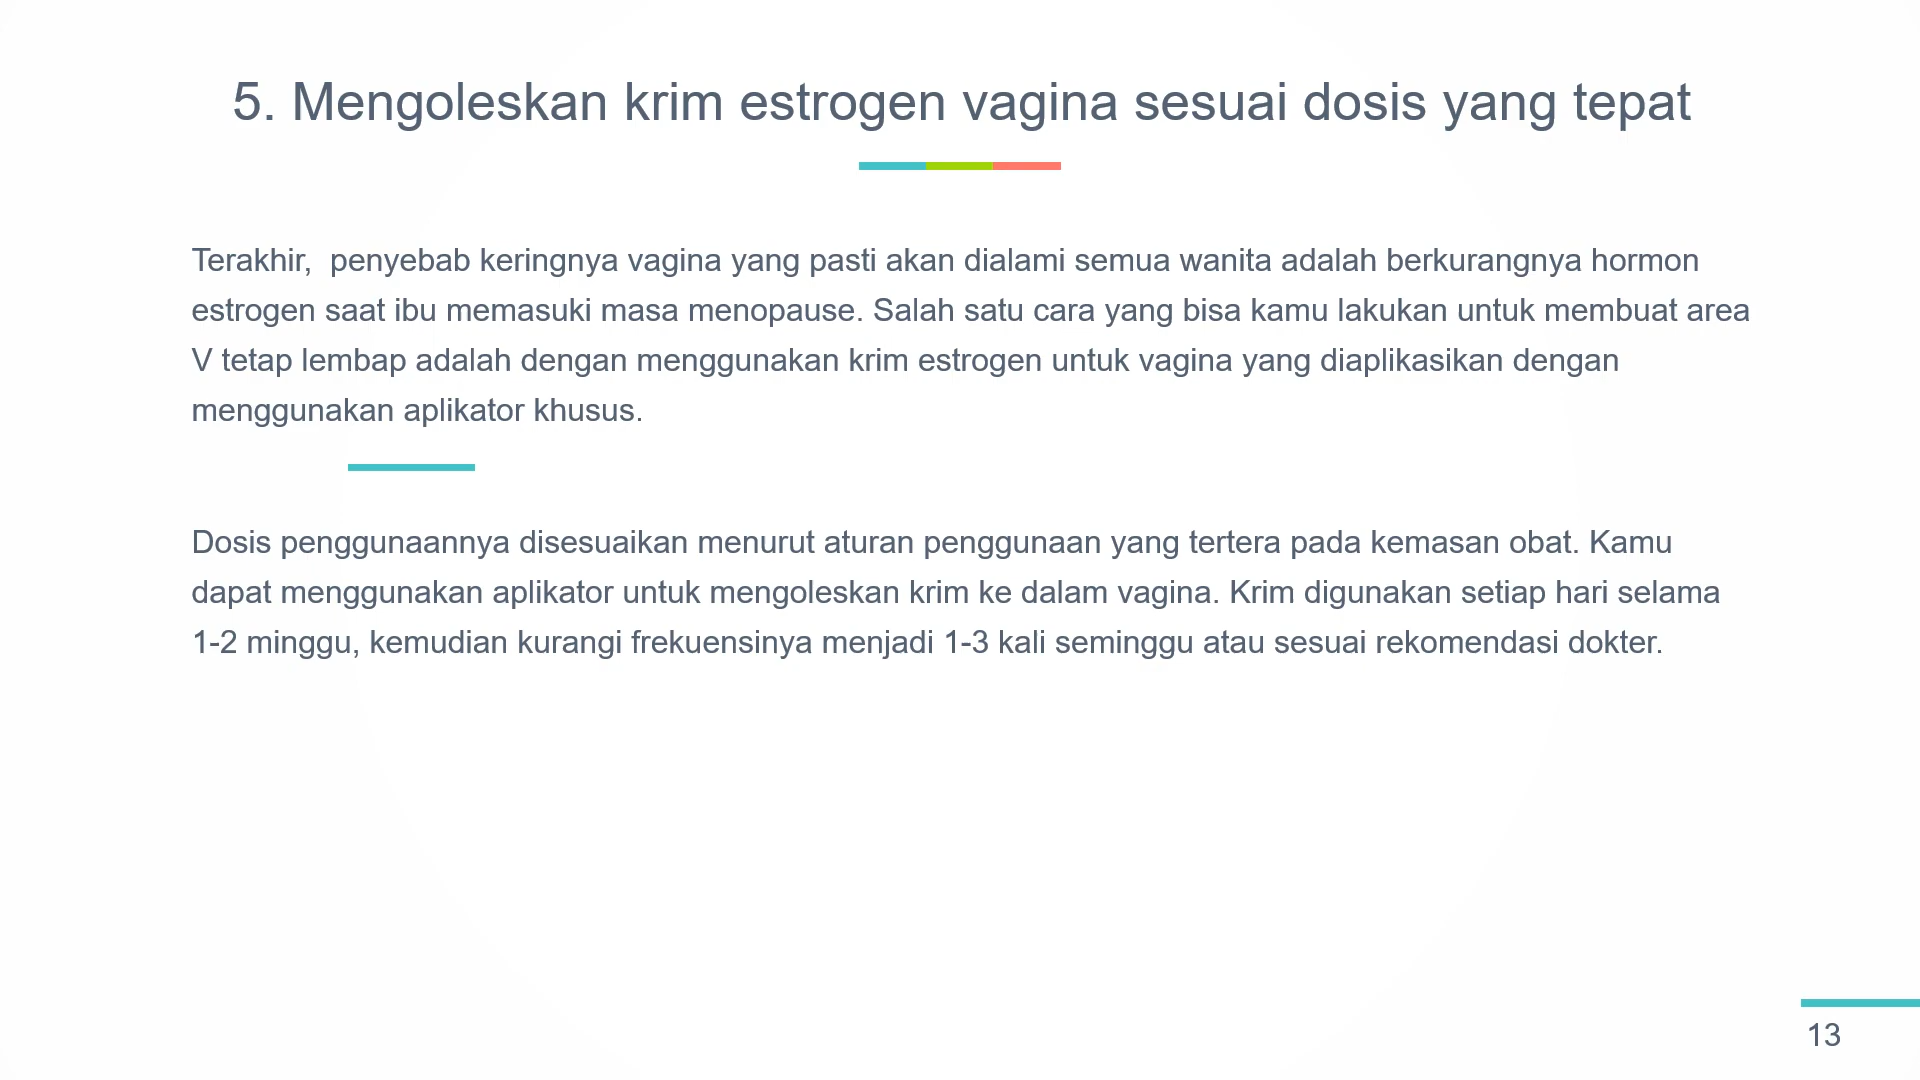 5. Mengoleskan krim estrogen vagina sesuai dosis yang tepat
Terakhir,  penyebab keringnya vagina yang pasti akan dialami semua wanita adalah berkurangnya hormon
estrogen saat ibu memasuki masa menopause. Salah satu cara yang bisa kamu lakukan untuk membuat area
V tetap lembap adalah dengan menggunakan krim estrogen untuk vagina yang diaplikasikan dengan
menggunakan aplikator khusus.
Dosis penggunaannya disesuaikan menurut aturan penggunaan yang tertera pada kemasan obat. Kamu
dapat menggunakan aplikator untuk mengoleskan krim ke dalam vagina. Krim digunakan setiap hari selama
1-2 minggu, kemudian kurangi frekuensinya menjadi 1-3 kali seminggu atau sesuai rekomendasi dokter.
13